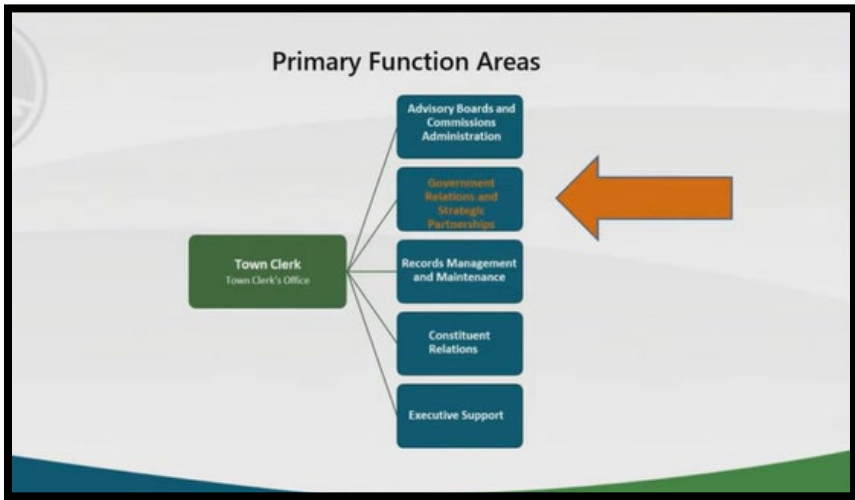 Primary Function Areas
Advisory Boards and
Commissions
Administration
Government
Relations and
Strategic
Partnerships
Town Clerk
Town Clerk's Office
Records Management
and Maintenance
Constituent
Relations
Executive Support